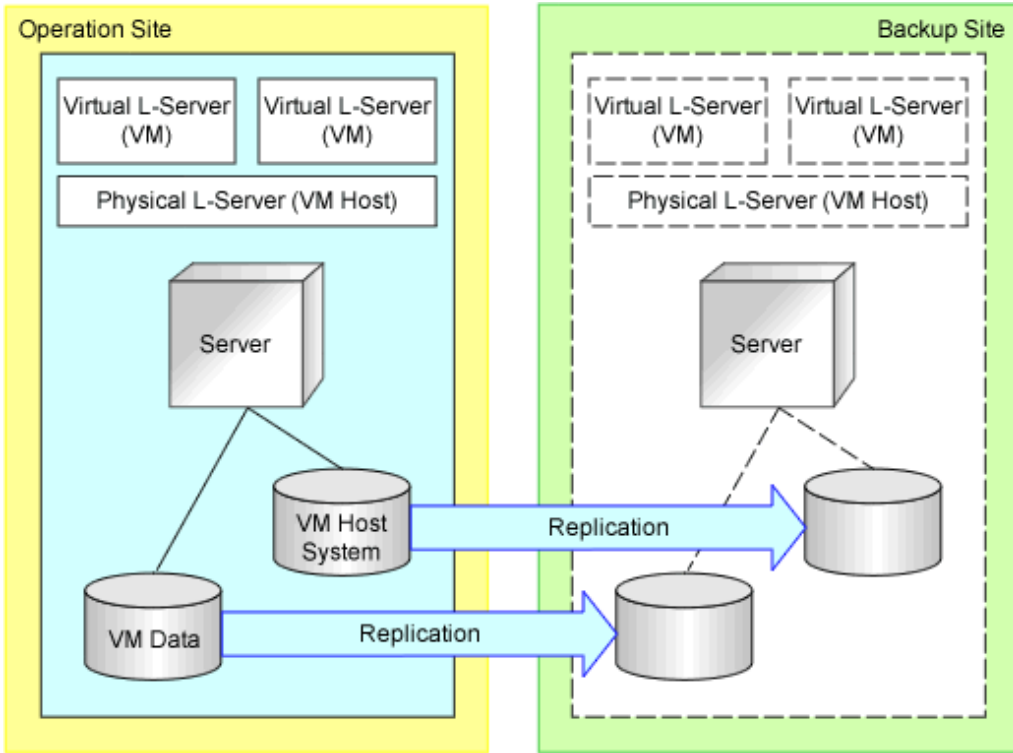 Operation Site
Backup Site
Virtual L-Server
(VM)
Virtual L-Server
(VM)
Physical L-Server (VM Host)
Server
VM Host
System
VM Data
Virtual L-Server
(VM)
Virtual L-Server
(VM)
Physical L-Server (VM Host)
Server
Replication
Replication